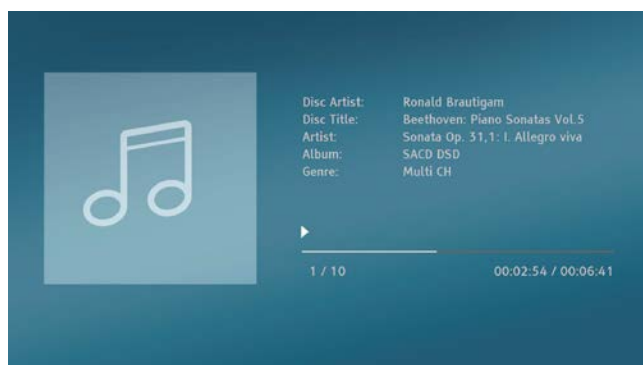 Disc Artist: Ronald Brautigam
Disc Title: Beethoven: Piano Sonatas Vol.5
Artist: Sonata Op. 31,1: I. Allegro viva
Album: SACD DSD
Genre: Multi CH
1 / 10 00:02:54 / 00:06:41